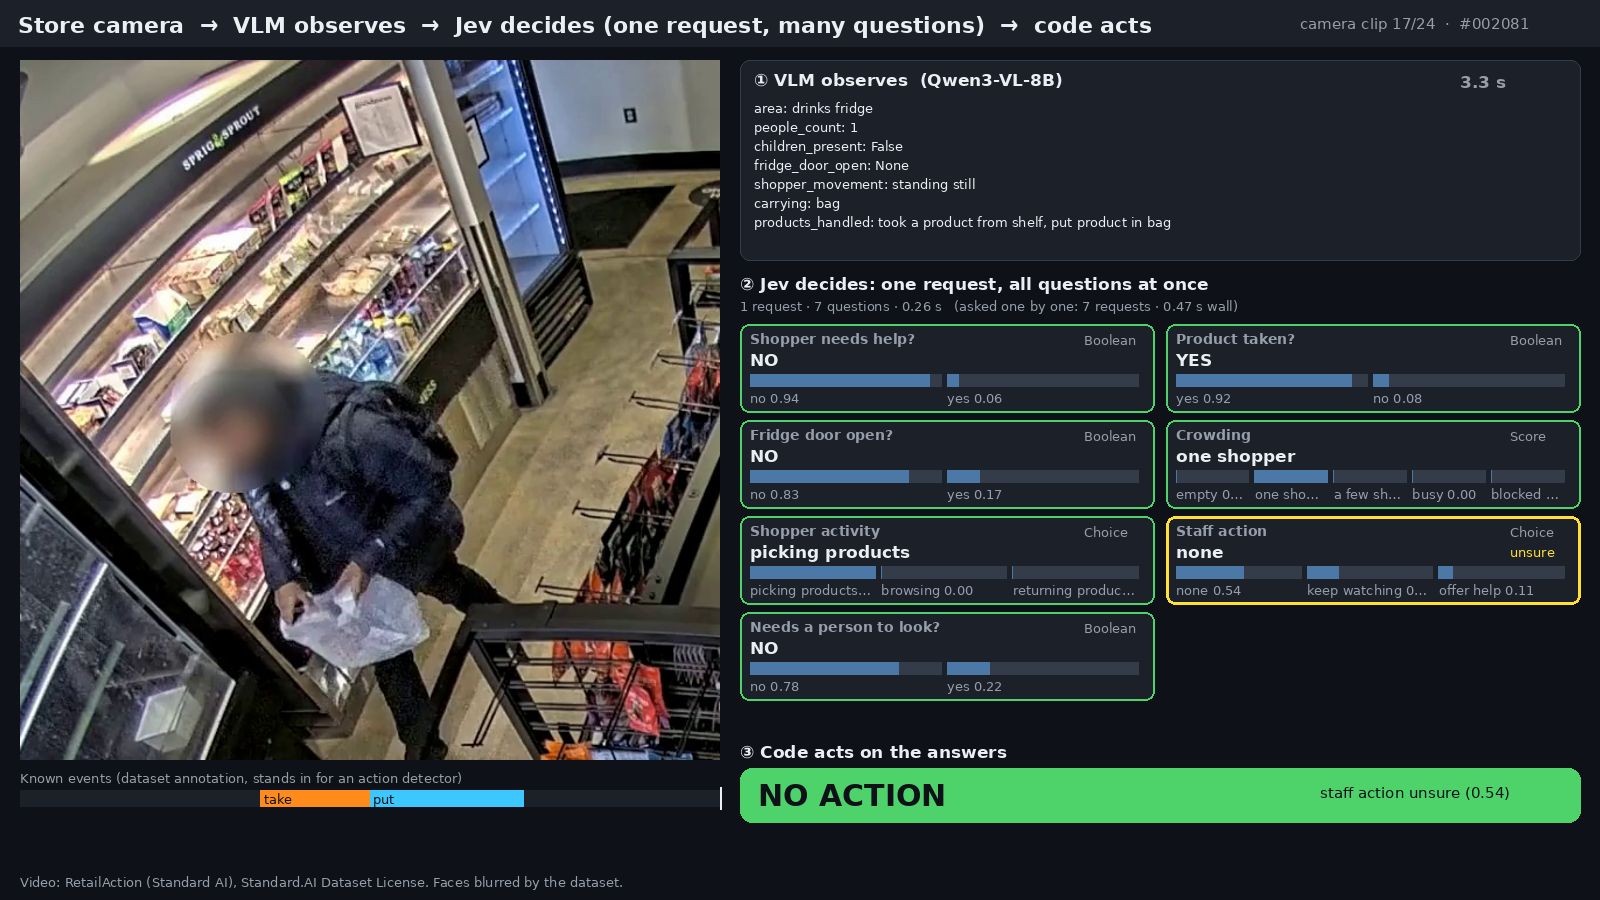 Store camera → VLM observes → Jev decides (one request, many questions) → code acts
camera clip 17/24 · #002081
SPRIG & SPROUT
① VLM observes (Qwen3-VL-8B)
3.3 s
area: drinks fridge
people_count: 1
children_present: False
fridge_door_open: None
shopper_movement: standing still
carrying: bag
products_handled: took a product from shelf, put product in bag
② Jev decides: one request, all questions at once
1 request · 7 questions · 0.26 s (asked one by one: 7 requests · 0.47 s wall)
Shopper needs help?
Boolean
NO
no 0.94
yes 0.06
Product taken?
Boolean
YES
yes 0.92
no 0.08
Fridge door open?
Boolean
NO
no 0.83
yes 0.17
Crowding
Score
one shopper
empty 0...
one sho...
a few sh...
busy 0.00
blocked ...
Shopper activity
Choice
picking products
picking products...
browsing 0.00
returning produc...
Staff action
Choice
none
unsure
none 0.54
keep watching 0...
offer help 0.11
Needs a person to look?
Boolean
NO
no 0.78
yes 0.22
③ Code acts on the answers
NO ACTION
staff action unsure (0.54)
Known events (dataset annotation, stands in for an action detector)
take
put
Video: RetailAction (Standard AI), Standard.AI Dataset License. Faces blurred by the dataset.